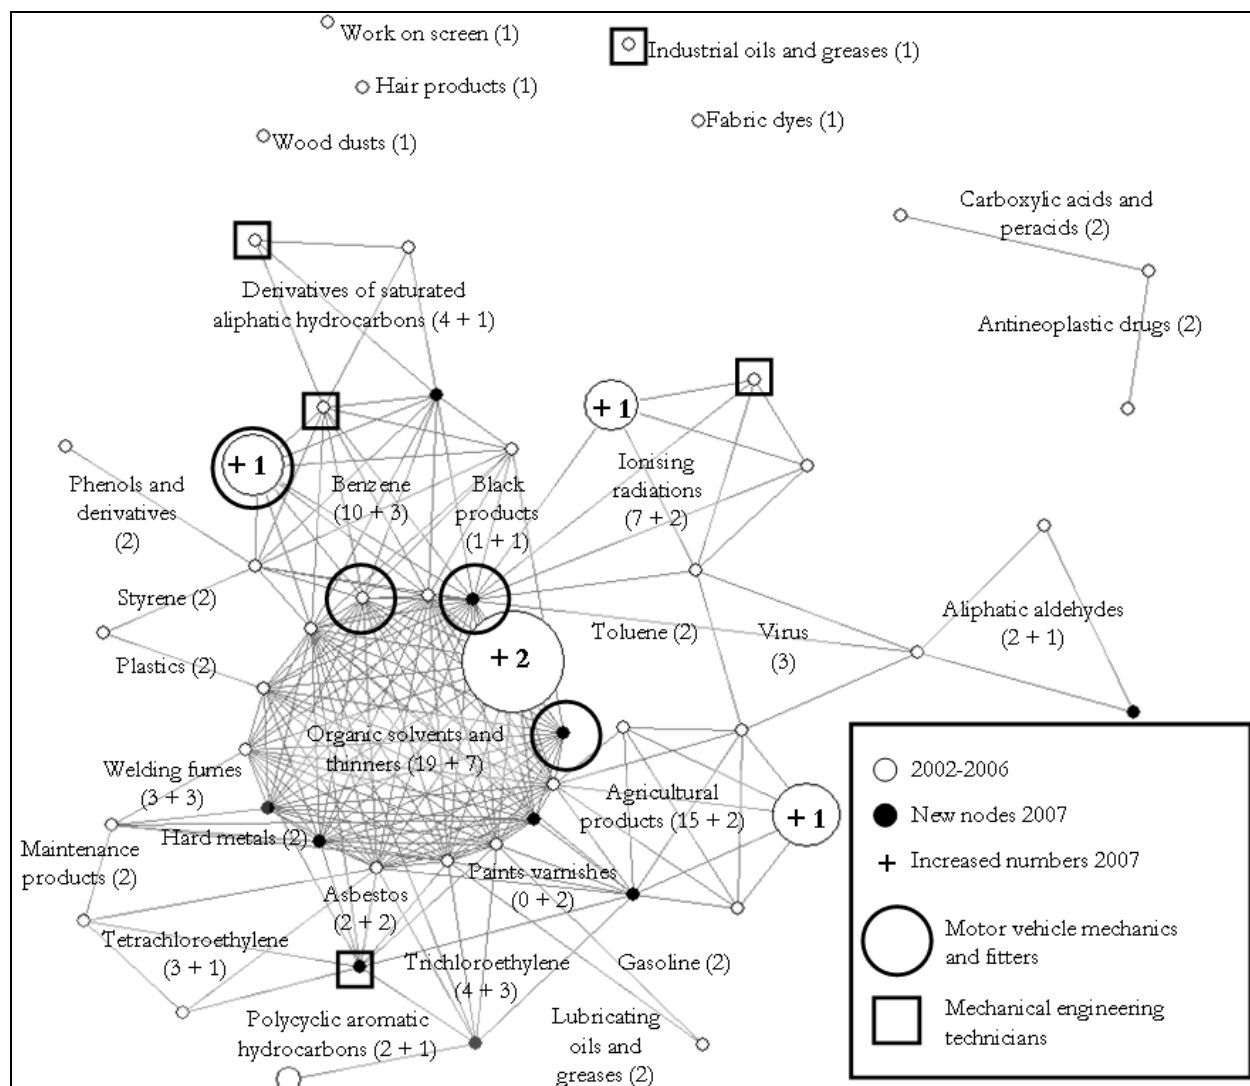 Work on screen (1)
Industrial oils and greases (1)
Hair products (1)
Fabric dyes (1)
Wood dusts (1)
Carboxylic acids and
peracids (2)
Derivatives of saturated
aliphatic hydrocarbons (4 + 1)
Antineoplastic drugs (2)
+ 1
+ 1
Phenols and
derivatives
(2)
Benzene
(10 + 3)
Black
products
(1 + 1)
Ionising
radiations
(7 + 2)
Styrene (2)
Toluene (2)
Virus
(3)
Aliphatic aldehydes
(2 + 1)
+ 2
Plastics (2)
Organic solvents and
thinners (19 + 7)
Welding fumes
(3 + 3)
Agricultural
products (15 + 2)
+ 1
Hard metals (2)
Maintenance
products (2)
Paints varnishes
(0 + 2)
Asbestos
(2 + 2)
Tetrachloroethylene
(3 + 1)
Trichloroethylene
(4 + 3)
Gasoline (2)
Polycyclic aromatic
hydrocarbons (2 + 1)
Lubricating
oils and
greases (2)
2002-2006
New nodes 2007
+ Increased numbers 2007
Motor vehicle mechanics
and fitters
Mechanical engineering
technicians